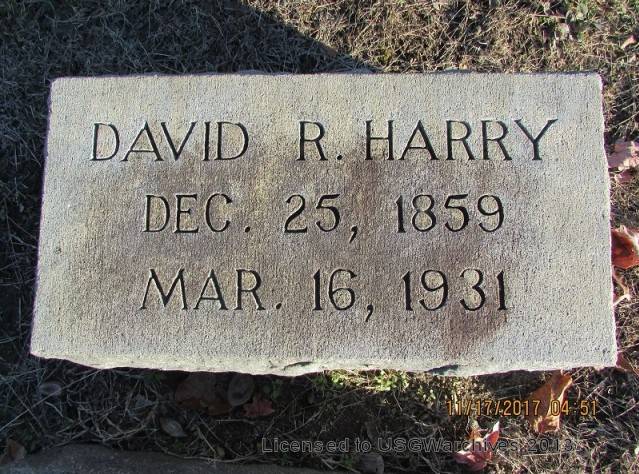 DAVID R. HARRY
DEC. 25, 1859
MAR. 16, 1931
11/17/2017 04:51
Licensed to USGWarchives, 2013.